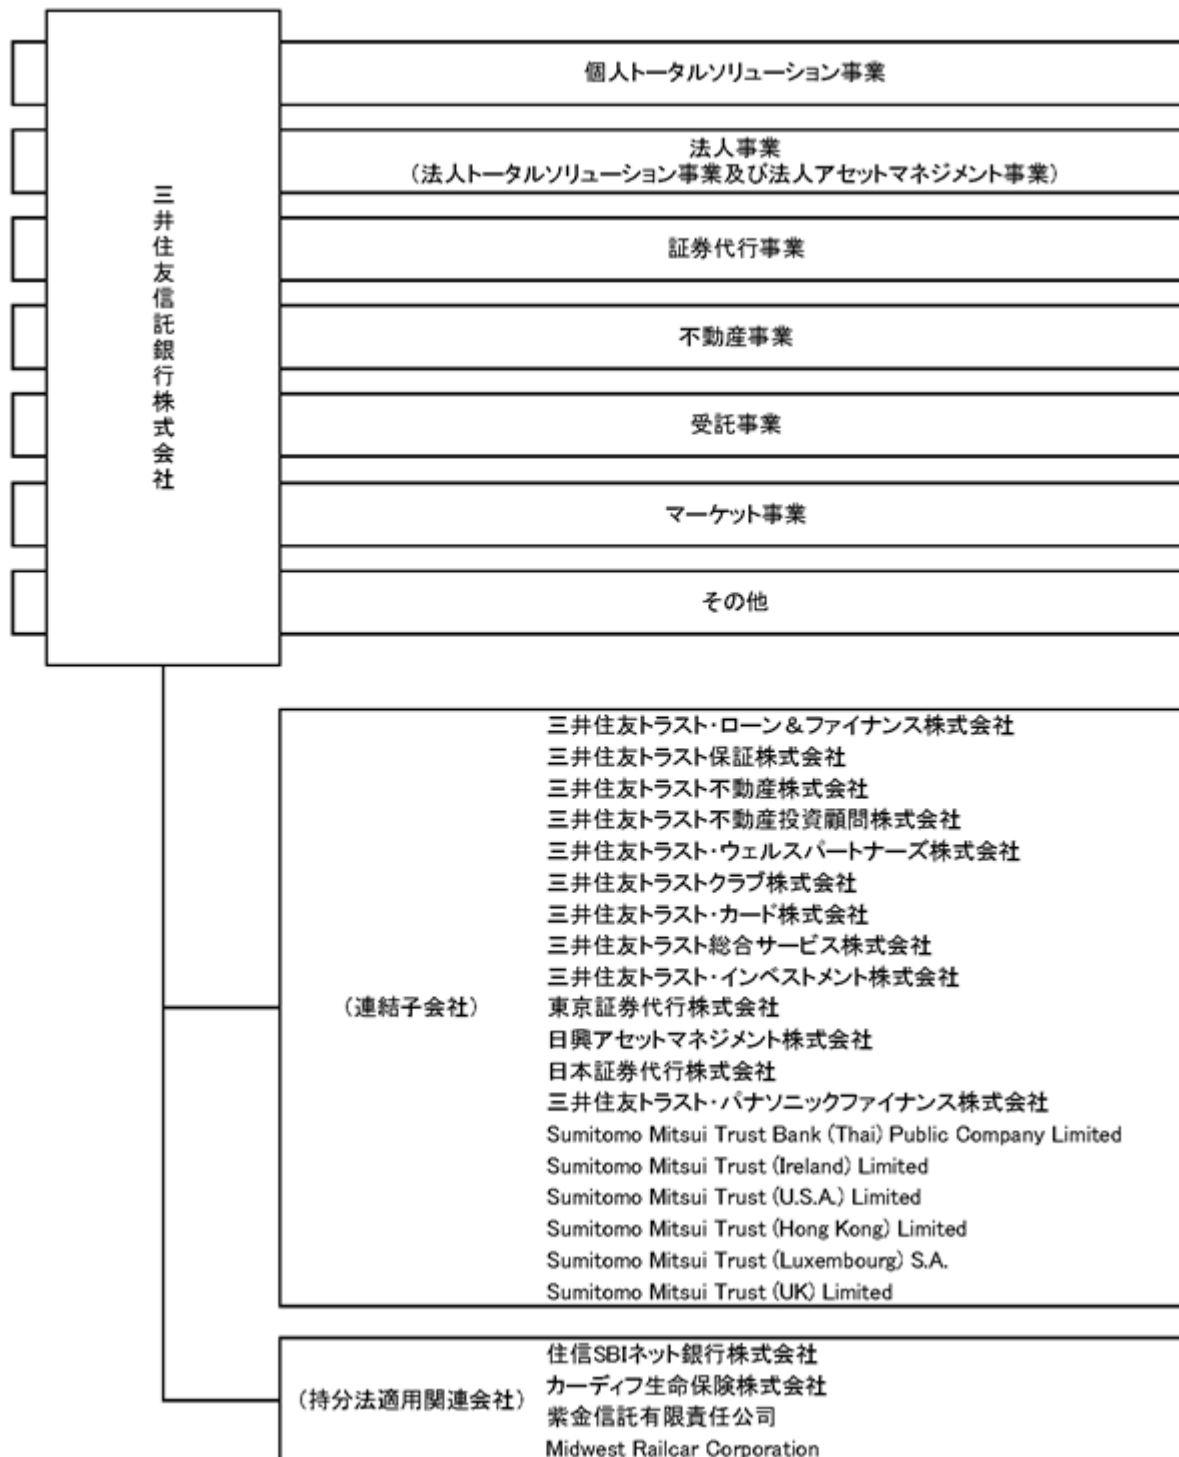 三井住友信託銀行株式会社
個人トータルソリューション事業
法人事業
（法人トータルソリューション事業及び法人アセットマネジメント事業）
証券代行事業
不動産事業
受託事業
マーケット事業
その他
（連結子会社）
三井住友トラスト・ローン＆ファイナンス株式会社
三井住友トラスト保証株式会社
三井住友トラスト不動産株式会社
三井住友トラスト不動産投資顧問株式会社
三井住友トラスト・ウェルスパートナーズ株式会社
三井住友トラストクラブ株式会社
三井住友トラスト・カード株式会社
三井住友トラスト総合サービス株式会社
三井住友トラスト・インベストメント株式会社
東京証券代行株式会社
日興アセットマネジメント株式会社
日本証券代行株式会社
三井住友トラスト・パナソニックファイナンス株式会社
Sumitomo Mitsui Trust Bank (Thai) Public Company Limited
Sumitomo Mitsui Trust (Ireland) Limited
Sumitomo Mitsui Trust (U.S.A.) Limited
Sumitomo Mitsui Trust (Hong Kong) Limited
Sumitomo Mitsui Trust (Luxembourg) S.A.
Sumitomo Mitsui Trust (UK) Limited
（持分法適用関連会社）
住信SBIネット銀行株式会社
カーディフ生命保険株式会社
紫金信託有限責任公司
Midwest Railcar Corporation